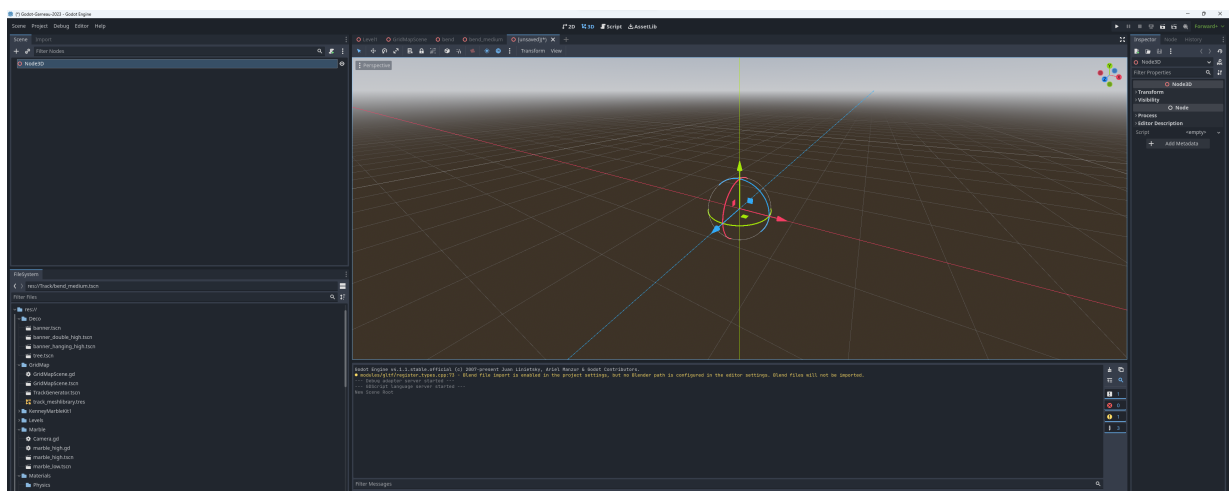 (*) Godot-Garneau-2023 - Godot Engine
Scene Project Debug Editor Help
2D 3D Script AssetLib
Forward+
Scene Import
Filter Nodes
Node3D
Level1 GridMapScene bend bend_medium [unsaved](*)
Transform View
Perspective
Y
X
Z
Inspector Node History
Node3D
Filter Properties
Node3D
Transform
Visibility
Node
Process
Editor Description
Script <empty>
Add Metadata
FileSystem
res://Track/bend_medium.tscn
Filter Files
res://
Deco
banner.tscn
banner_double_high.tscn
banner_hanging_high.tscn
tree.tscn
GridMap
GridMapScene.gd
GridMapScene.tscn
TrackGenerator.tscn
track_meshlibrary.tres
KenneyMarbleKit1
Levels
Marble
Camera.gd
marble_high.gd
marble_high.tscn
marble_low.tscn
Materials
Physics
Godot Engine v4.1.1.stable.official (c) 2007-present Juan Linietsky, Ariel Manzur & Godot Contributors.
modules/gltf/register_types.cpp:73 - Blend file import is enabled in the project settings, but no Blender path is configured in the editor settings. Blend files will not be imported.
--- Debug adapter server started ---
--- GDScript language server started ---
New Scene Root
1
0
1
3
Filter Messages